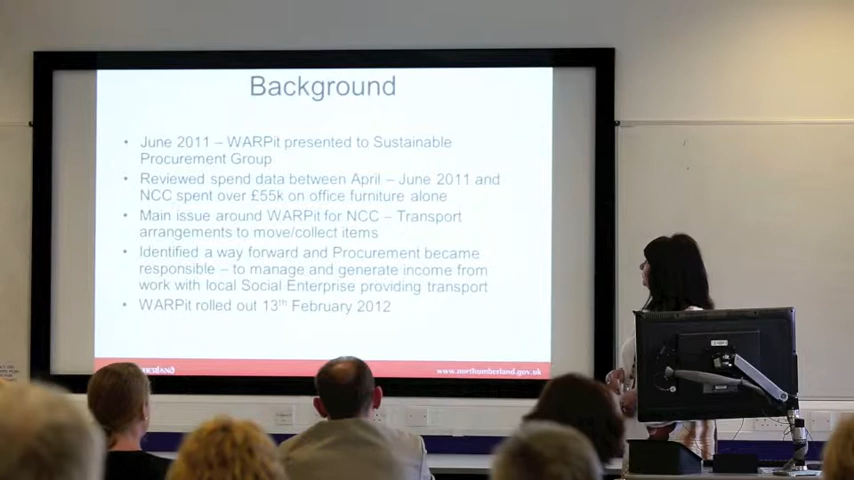 Background
• June 2011 – WARPit presented to Sustainable
Procurement Group
• Reviewed spend data between April – June 2011 and
NCC spent over £55k on office furniture alone
• Main issue around WARPit for NCC – Transport
arrangements to move/collect items
• Identified a way forward and Procurement became
responsible – to manage and generate income from
work with local Social Enterprise providing transport
• WARPit rolled out 13th February 2012
www.northumberland.gov.uk